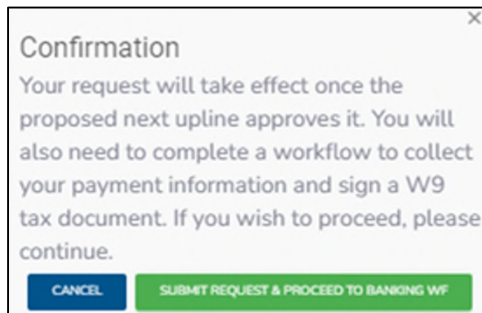 ×
Confirmation
Your request will take effect once the
proposed next upline approves it. You will
also need to complete a workflow to collect
your payment information and sign a W9
tax document. If you wish to proceed, please
continue.
CANCEL SUBMIT REQUEST & PROCEED TO BANKING WF